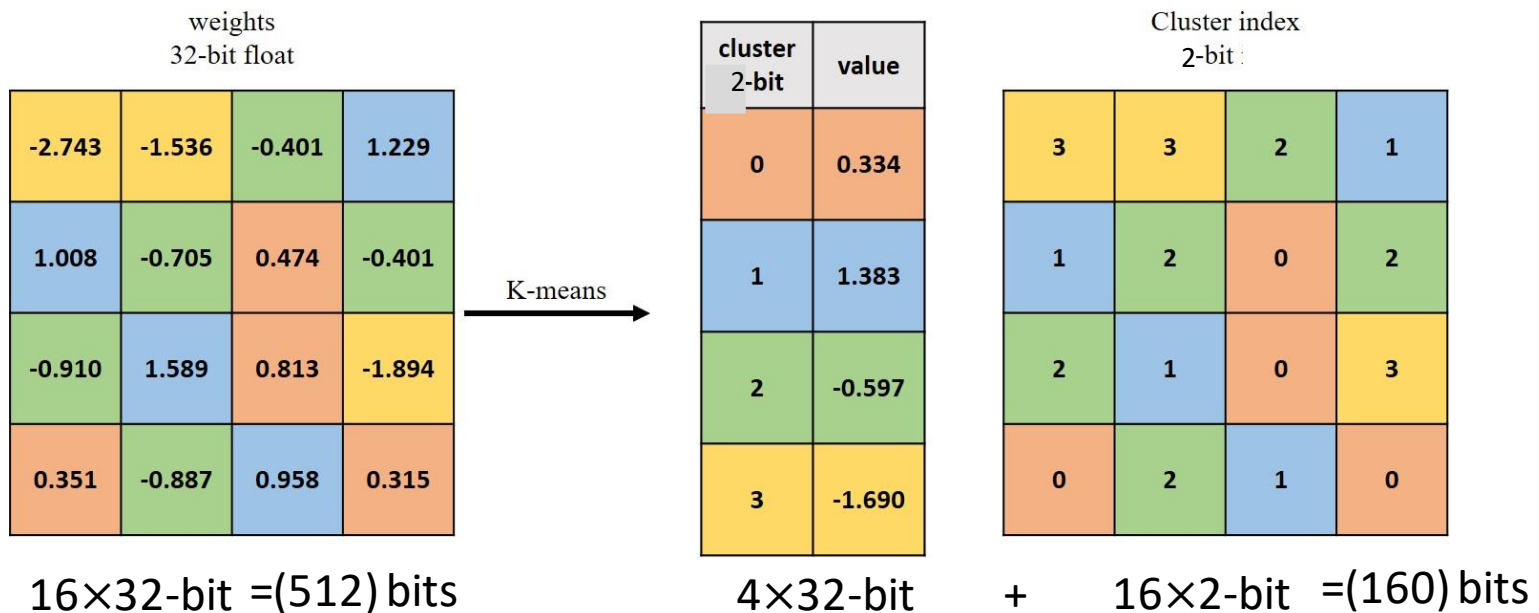 weights
32-bit float
-2.743 -1.536 -0.401 1.229
1.008 -0.705 0.474 -0.401
-0.910 1.589 0.813 -1.894
0.351 -0.887 0.958 0.315
16×32-bit =(512) bits
K-means
cluster
2-bit
value
0 0.334
1 1.383
2 -0.597
3 -1.690
4×32-bit + 16×2-bit =(160) bits
Cluster index
2-bit
3 3 2 1
1 2 0 2
2 1 0 3
0 2 1 0